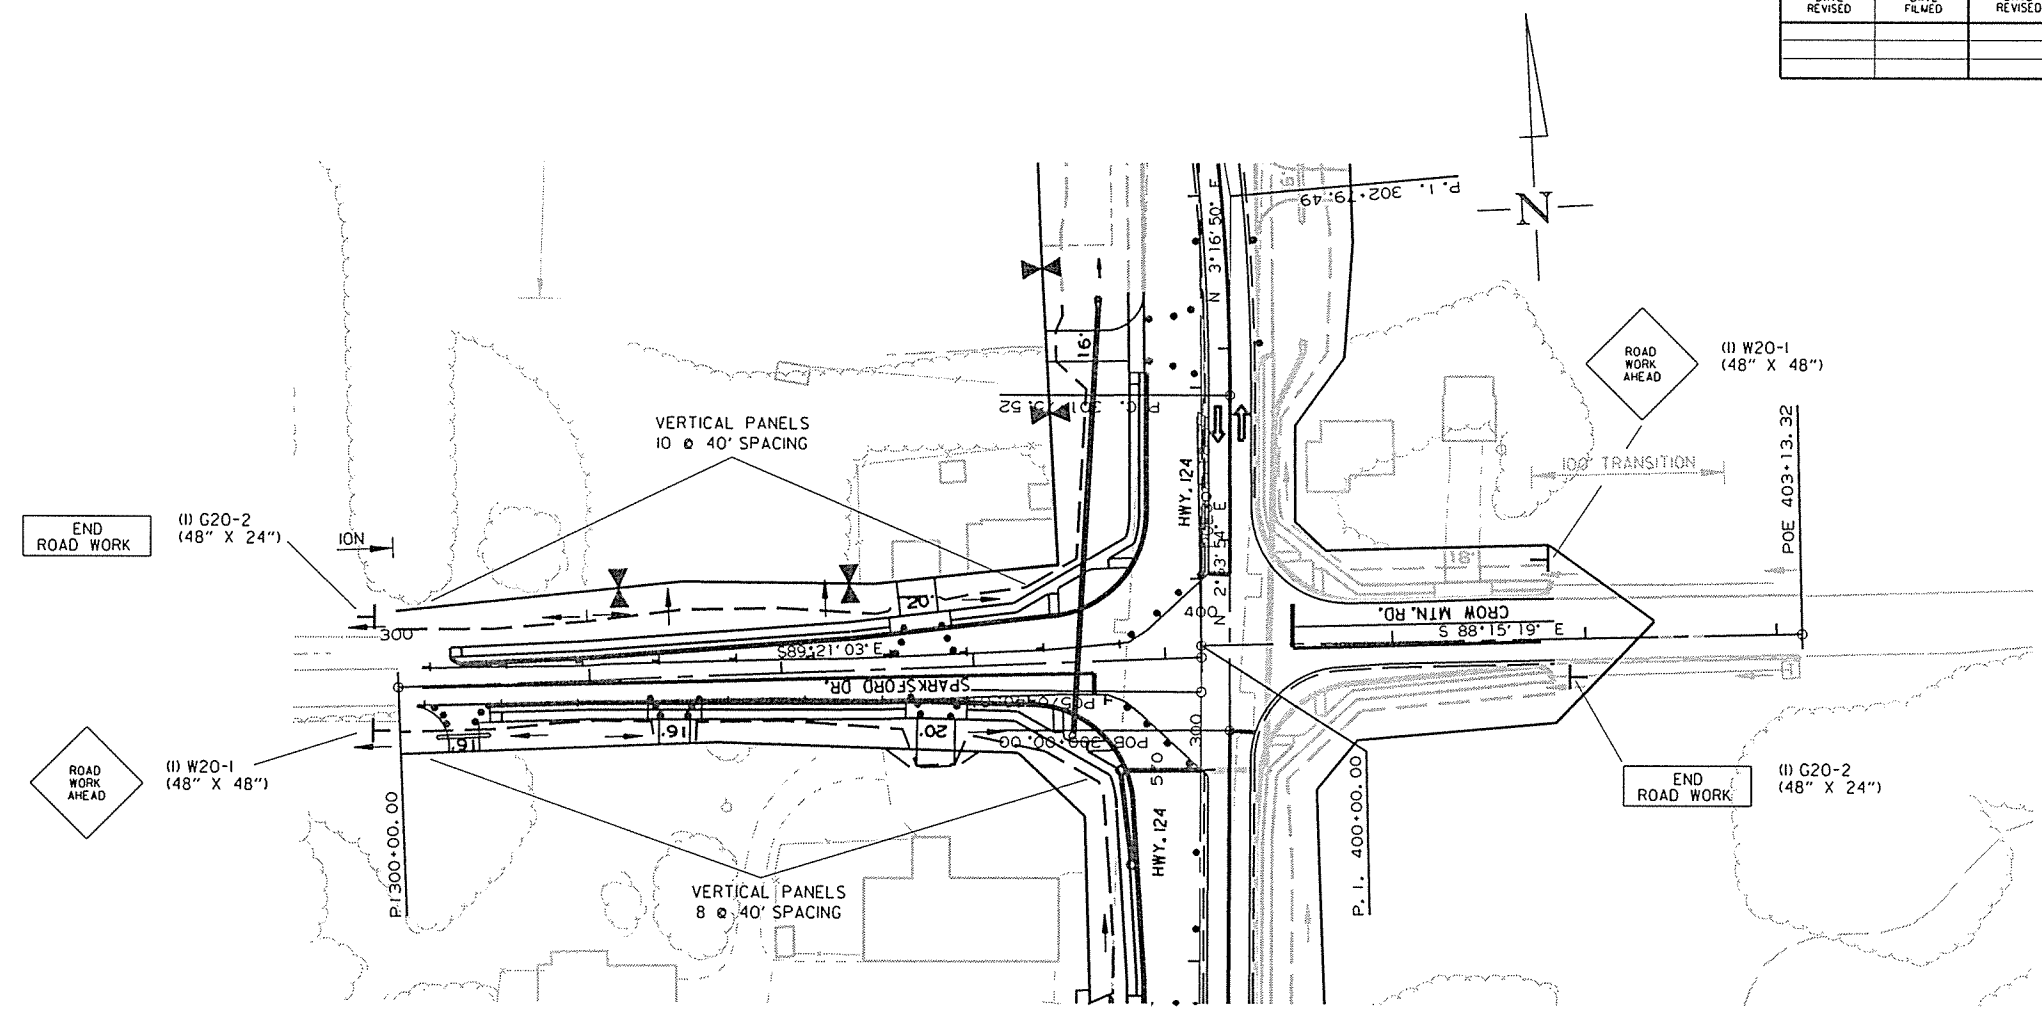 REVISED
FILMED
REVISED
N
P. I. 302+79.49
N 3°16'50" E
16'
ROAD
WORK
AHEAD
(1) W20-1
(48" X 48")
VERTICAL PANELS
10 @ 40' SPACING
100' TRANSITION
POE 403+13.32
HWY. 124
END
ROAD WORK
(1) G20-2
(48" X 24")
ION
18'
20'
300
400
CROW MTN. RD.
S 88°15'19" E
S89°21'03" E
SPARKSFORD DR.
POB 300+00.00
300
16'
16'
20'
ROAD
WORK
AHEAD
(1) W20-1
(48" X 48")
END
ROAD WORK
(1) G20-2
(48" X 24")
HWY. 124
P. I. 400+00.00
VERTICAL PANELS
8 @ 40' SPACING